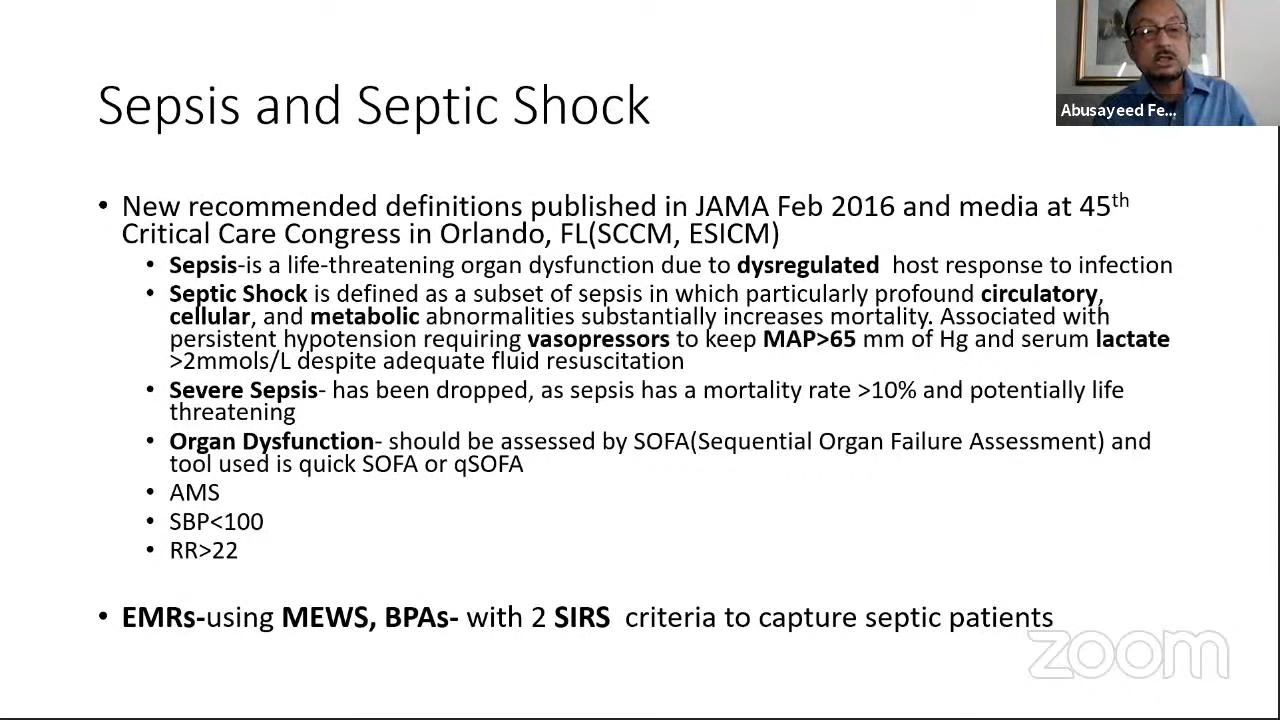 Sepsis and Septic Shock
Abusayeed Fe...
• New recommended definitions published in JAMA Feb 2016 and media at 45th
Critical Care Congress in Orlando, FL(SCCM, ESICM)
• Sepsis-is a life-threatening organ dysfunction due to dysregulated host response to infection
• Septic Shock is defined as a subset of sepsis in which particularly profound circulatory,
cellular, and metabolic abnormalities substantially increases mortality. Associated with
persistent hypotension requiring vasopressors to keep MAP>65 mm of Hg and serum lactate
>2mmols/L despite adequate fluid resuscitation
• Severe Sepsis- has been dropped, as sepsis has a mortality rate >10% and potentially life
threatening
• Organ Dysfunction- should be assessed by SOFA(Sequential Organ Failure Assessment) and
tool used is quick SOFA or qSOFA
• AMS
• SBP<100
• RR>22
• EMRs-using MEWS, BPAs- with 2 SIRS criteria to capture septic patients
zoom